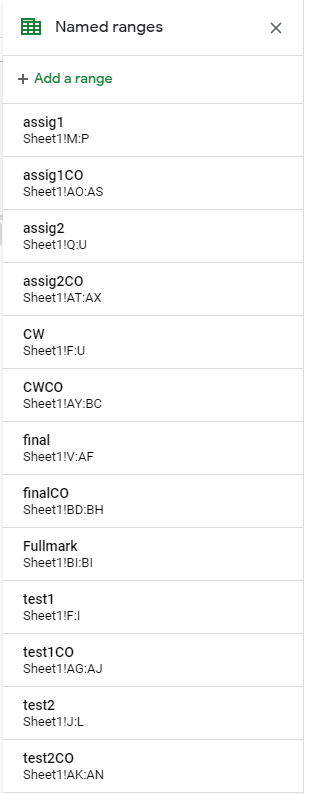 Named ranges
+ Add a range
assig1
Sheet1!M:P
assig1CO
Sheet1!AO:AS
assig2
Sheet1!Q:U
assig2CO
Sheet1!AT:AX
CW
Sheet1!F:U
CWCO
Sheet1!AY:BC
final
Sheet1!V:AF
finalCO
Sheet1!BD:BH
Fullmark
Sheet1!BI:BI
test1
Sheet1!F:I
test1CO
Sheet1!AG:AJ
test2
Sheet1!J:L
test2CO
Sheet1!AK:AN